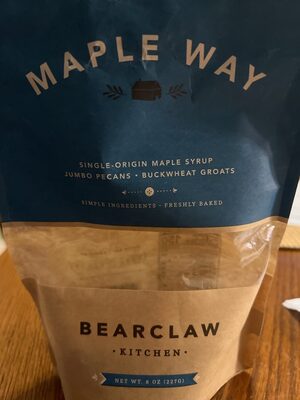 MAPLE WAY
SINGLE-ORIGIN MAPLE SYRUP
JUMBO PECANS • BUCKWHEAT GROATS
SIMPLE INGREDIENTS • FRESHLY BAKED
BEARCLAW
• KITCHEN •
NET WT. 8 OZ (227G)